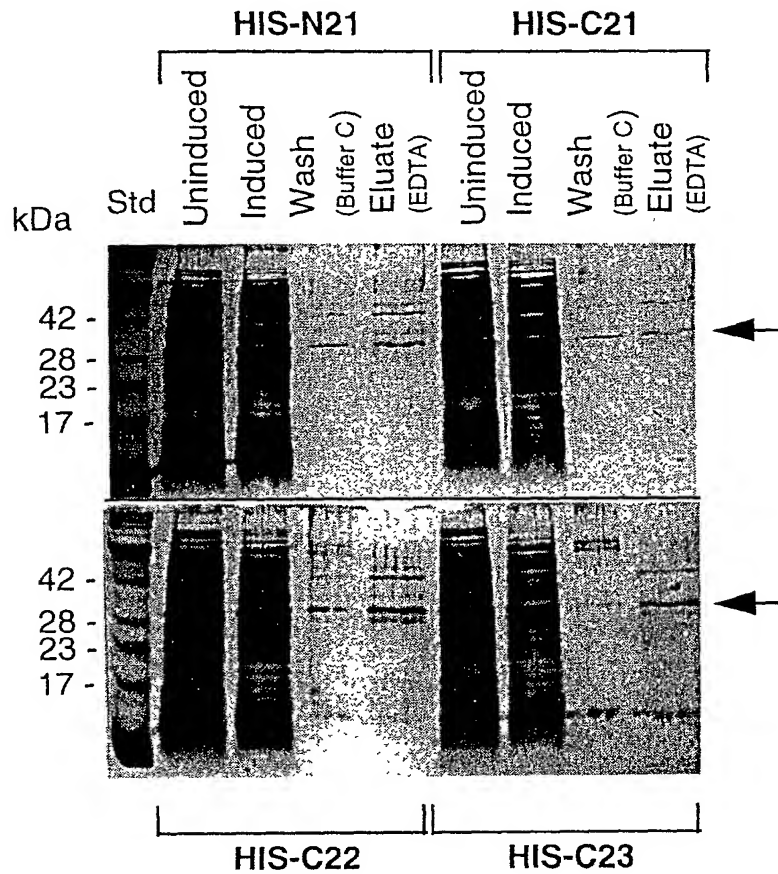 HIS-N21 HIS-C21
kDa Std Uninduced Induced Wash (Buffer C) Eluate (EDTA) Uninduced Induced Wash (Buffer C) Eluate (EDTA)
42 -
28 -
23 -
17 -
42 -
28 -
23 -
17 -
HIS-C22 HIS-C23